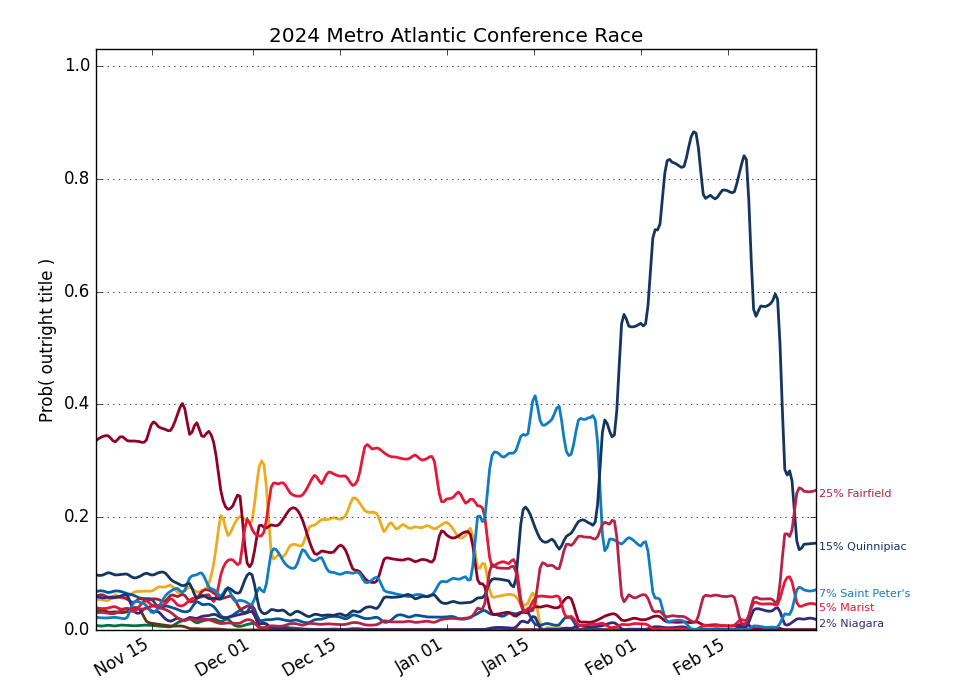 2024 Metro Atlantic Conference Race
Prob( outright title )
1.0
0.8
0.6
0.4
0.2
0.0
25% Fairfield
15% Quinnipiac
7% Saint Peter's
5% Marist
2% Niagara
Nov 15
Dec 01
Dec 15
Jan 01
Jan 15
Feb 01
Feb 15